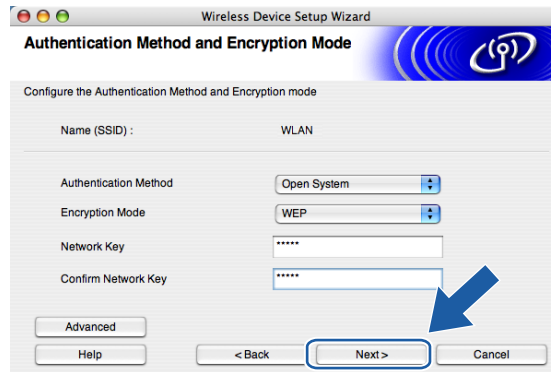 Wireless Device Setup Wizard
Authentication Method and Encryption Mode
Configure the Authentication Method and Encryption mode
Name (SSID) : WLAN
Authentication Method Open System
Encryption Mode WEP
Network Key *****
Confirm Network Key *****
Advanced
Help < Back Next > Cancel